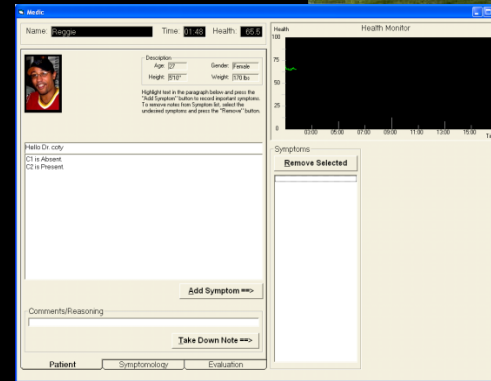 Medic
Name: Reggie Time: 01:48 Health: 65.5
Description
Age: 27 Gender: Female
Height: 5'10" Weight: 170 lbs
Highlight text in the paragraph below and press the
"Add Symptom" button to record important symptoms.
To remove notes from Symptom list, select the
undesired symptoms and press the "Remove" button.
Hello Dr. coty
C1 is Absent.
C2 is Present.
Add Symptom ==>
Comments/Reasoning
Take Down Note ==>
Patient Symptomology Evaluation
Health Health Monitor
100
75
50
25
0
03:00 05:00 07:00 09:00 11:00 13:00 15:00
Symptoms
Remove Selected